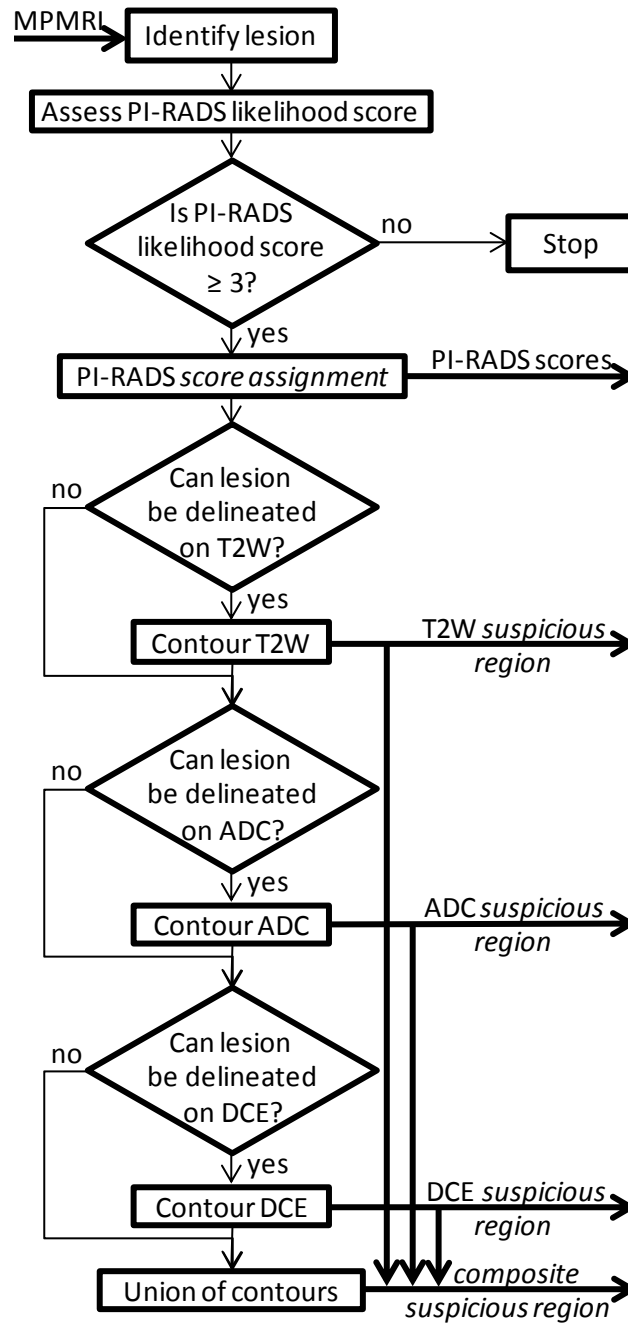 MPMRI
Identify lesion
Assess PI-RADS likelihood score
Is PI-RADS
likelihood score
≥ 3?
no
Stop
yes
PI-RADS score assignment
PI-RADS scores
Can lesion
be delineated
on T2W?
no
yes
Contour T2W
T2W suspicious
region
Can lesion
be delineated
on ADC?
no
yes
Contour ADC
ADC suspicious
region
Can lesion
be delineated
on DCE?
no
yes
Contour DCE
DCE suspicious
region
Union of contours
composite
suspicious region